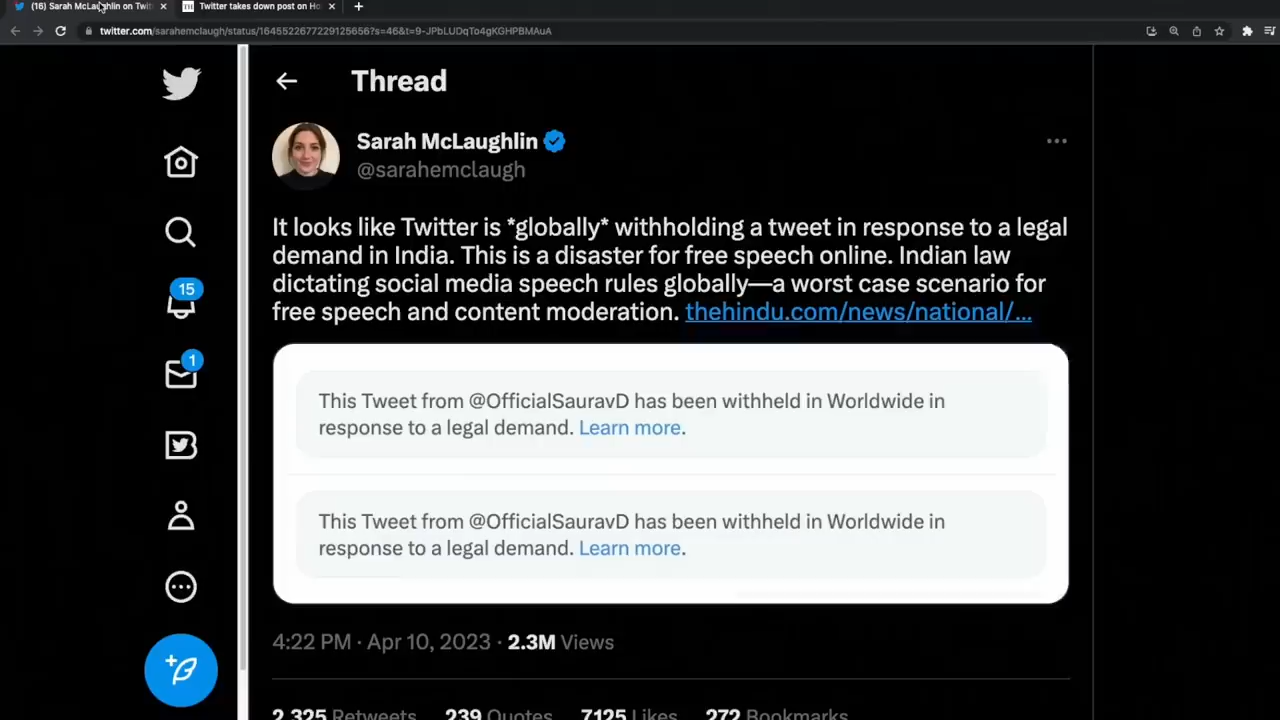 (16) Sarah McLaughlin on Twitt
Twitter takes down post on Ho
twitter.com/sarahemclaugh/status/1645522677229125656?s=46&t=9-JPbLUDqTo4gKGHPBMAuA
Thread
Sarah McLaughlin
@sarahemclaugh
It looks like Twitter is *globally* withholding a tweet in response to a legal
demand in India. This is a disaster for free speech online. Indian law
dictating social media speech rules globally—a worst case scenario for
free speech and content moderation. thehindu.com/news/national/...
This Tweet from @OfficialSauravD has been withheld in Worldwide in
response to a legal demand. Learn more.
This Tweet from @OfficialSauravD has been withheld in Worldwide in
response to a legal demand. Learn more.
15
1
4:22 PM · Apr 10, 2023 · 2.3M Views
2,325 Retweets 239 Quotes 7125 Likes 272 Bookmarks